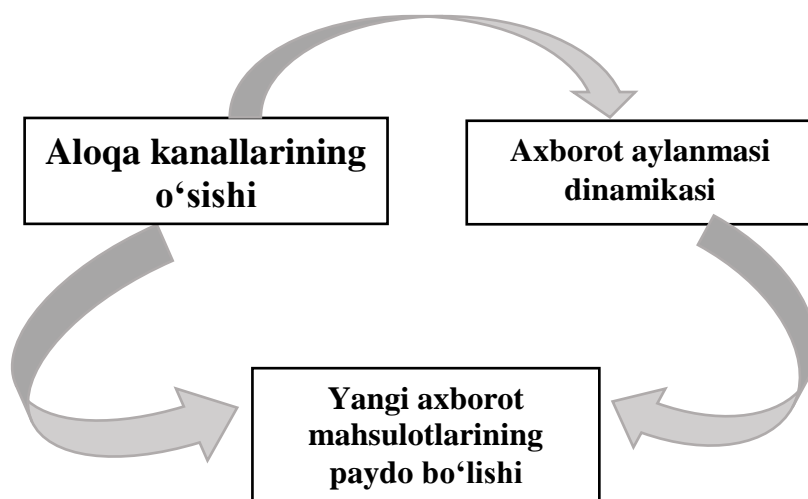 Aloqa kanallarining
o‘sishi
Axborot aylanmasi
dinamikasi
Yangi axborot
mahsulotlarining
paydo bo‘lishi